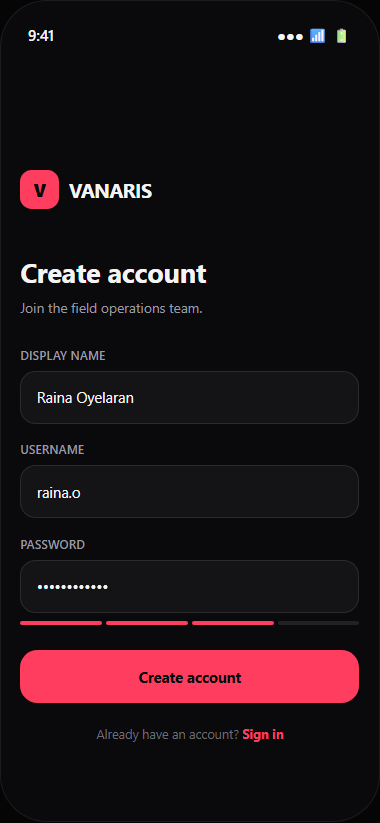 9:41
V VANARIS
Create account
Join the field operations team.
DISPLAY NAME
Raina Oyelaran
USERNAME
raina.o
PASSWORD
••••••••••••
Create account
Already have an account? Sign in